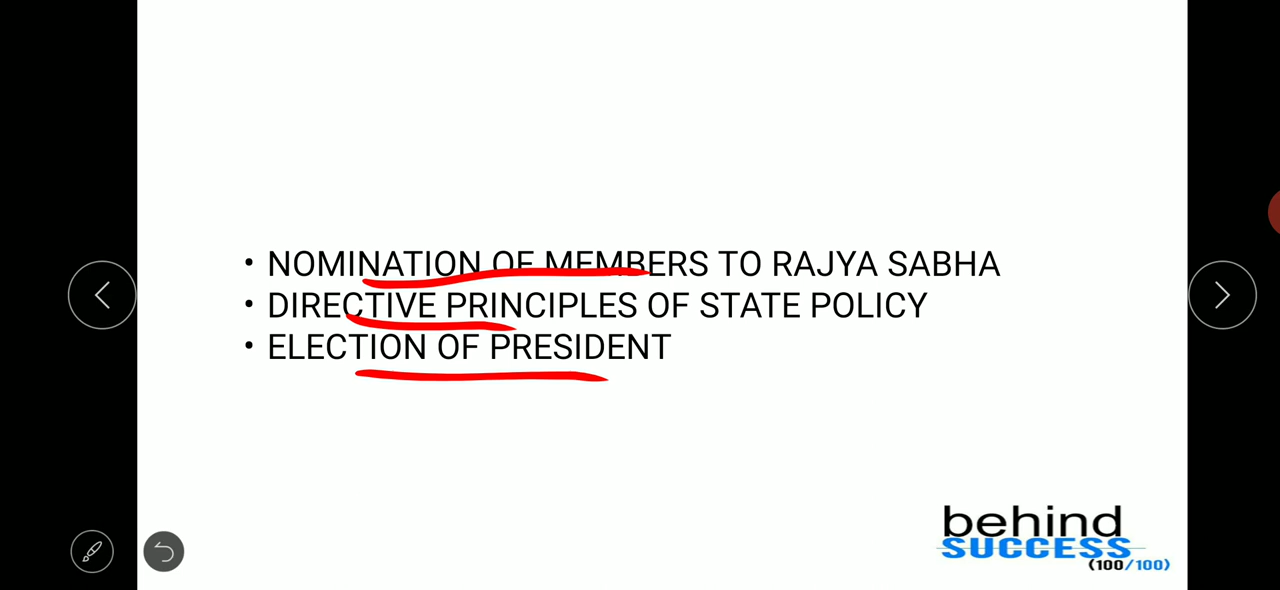 • NOMINATION OF MEMBERS TO RAJYA SABHA
• DIRECTIVE PRINCIPLES OF STATE POLICY
• ELECTION OF PRESIDENT
behind
SUCCESS
(100/100)